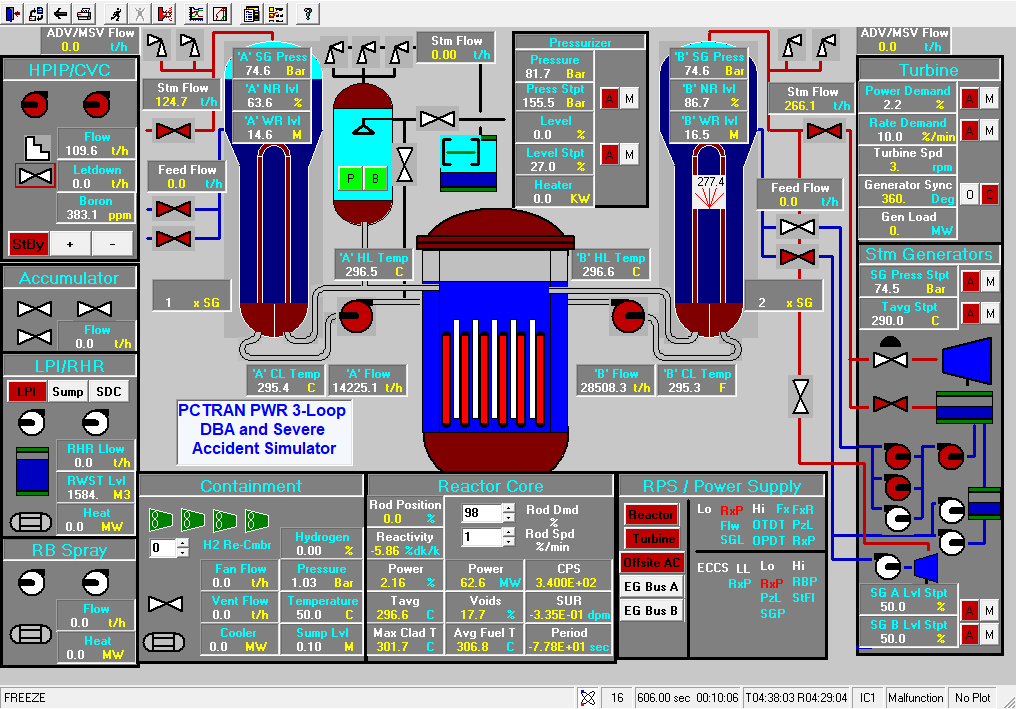 ADV/MSV Flow
0.0 t/h
HPIP/CVC
Flow
109.6 t/h
Letdown
0.0 t/h
Boron
383.1 ppm
StBy + -
Accumulator
Flow
0.0 t/h
LPI/RHR
LPI Sump SDC
RHR Llow
0.0 t/h
RWST Lvl
1584. M3
Heat
0.0 MW
RB Spray
Flow
0.0 t/h
Heat
0.0 MW
Stm Flow
124.7 t/h
Feed Flow
0.0 t/h
1 x SG
'A' SG Press
74.6 Bar
'A' NR lvl
63.6 %
'A' WR lvl
14.6 M
Stm Flow
0.00 t/h
P B
Pressurizer
Pressure
81.7 Bar
Press Stpt
155.5 Bar
A M
Level
0.0 %
Level Stpt
27.0 %
A M
Heater
0.0 KW
'A' HL Temp
296.5 C
'B' HL Temp
296.6 C
'A' CL Temp
295.4 C
'A' Flow
14225.1 t/h
'B' Flow
28508.3 t/h
'B' CL Temp
295.3 F
PCTRAN PWR 3-Loop
DBA and Severe
Accident Simulator
'B' SG Press
74.6 Bar
'B' NR lvl
86.7 %
'B' WR lvl
16.5 M
277.4
Stm Flow
266.1 t/h
Feed Flow
0.0 t/h
2 x SG
ADV/MSV Flow
0.0 t/h
Turbine
Power Demand
2.2 %
A M
Rate Demand
10.0 %/min
A M
Turbine Spd
3. rpm
Generator Sync
360. Deg
O C
Gen Load
0. MW
Stm Generators
SG Press Stpt
74.5 Bar
A M
Tavg Stpt
290.0 C
A M
SG A Lvl Stpt
50.0 %
A M
SG B Lvl Stpt
50.0 %
A M
Containment
0
H2 Re-Cmbr
Hydrogen
0.00 %
Fan Flow
0.0 t/h
Pressure
1.03 Bar
Vent Flow
0.0 t/h
Temperature
50.0 C
Cooler
0.0 MW
Sump Lvl
0.10 M
Reactor Core
Rod Position
0.0 %
98
Rod Dmd
%
Reactivity
-5.86 %dk/k
1
Rod Spd
%/min
Power
2.16 %
Power
62.6 MW
CPS
3.400E+02
Tavg
296.6 C
Voids
17.7 %
SUR
-3.35E-01 dpm
Max Clad T
301.7 C
Avg Fuel T
306.8 C
Period
-7.78E+01 sec
RPS / Power Supply
Reactor
Turbine
Offsite AC
EG Bus A
EG Bus B
Lo RxP Hi Fx FxR
Flw OTDT PzL
SGL OPDT RxP
ECCS LL Lo Hi
RxP RxP RBP
PzL StFl
SGP
FREEZE
16
606.00 sec 00:10:06
T04:38:03 R04:29:04
IC1
Malfunction
No Plot